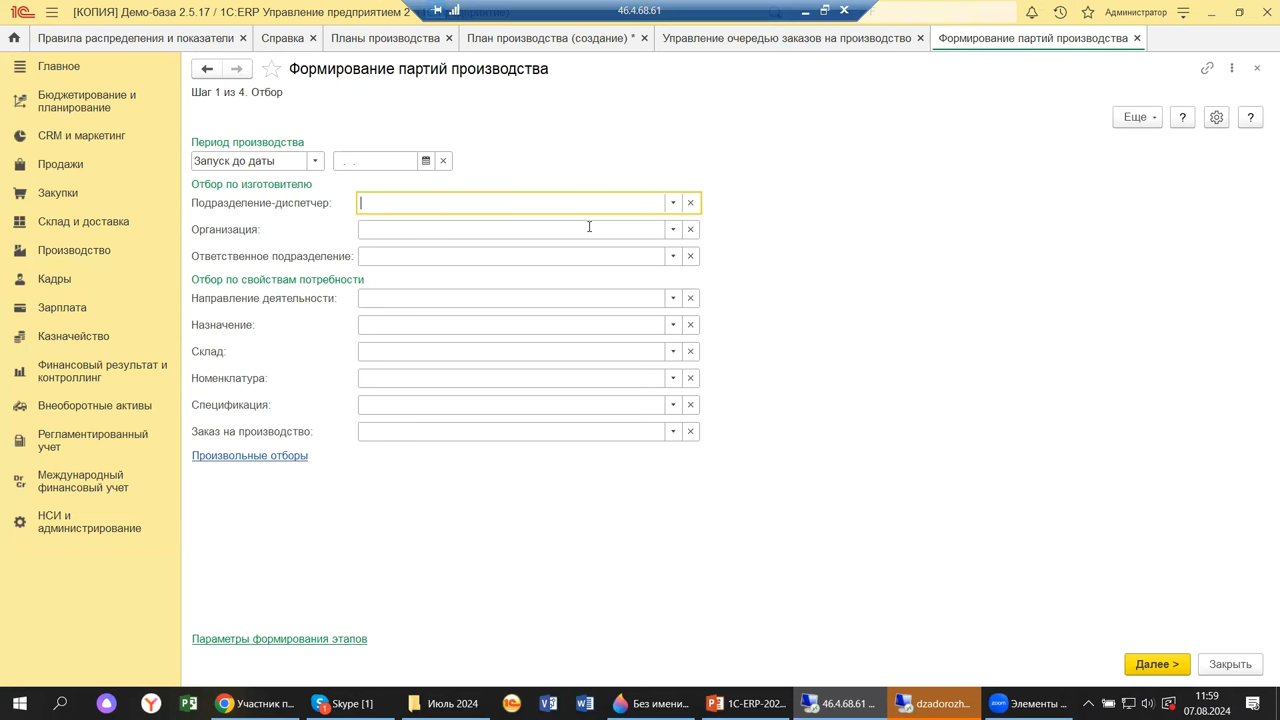 [КОПИЯ] Демо-база 2.5.17 / 1С:ERP Управление предприятием 2
46.4.68.61
Администратор
Правила распределения и показатели
Справка
Планы производства
План производства (создание) *
Управление очередью заказов на производство
Формирование партий производства
Главное
Бюджетирование и
планирование
CRM и маркетинг
Продажи
Закупки
Склад и доставка
Производство
Кадры
Зарплата
Казначейство
Финансовый результат и
контроллинг
Внеоборотные активы
Регламентированный
учет
Международный
финансовый учет
НСИ и
администрирование
Формирование партий производства
Шаг 1 из 4. Отбор
Еще
?
?
Период производства
Запуск до даты
. .
Отбор по изготовителю
Подразделение-диспетчер:
Организация:
Ответственное подразделение:
Отбор по свойствам потребности
Направление деятельности:
Назначение:
Склад:
Номенклатура:
Спецификация:
Заказ на производство:
Произвольные отборы
Параметры формирования этапов
Далее >
Закрыть
Участник п...
Skype [1]
Июль 2024
Без имени...
1C-ERP-202...
46.4.68.61 ...
dzadorozh...
Элементы ...
11:59
07.08.2024